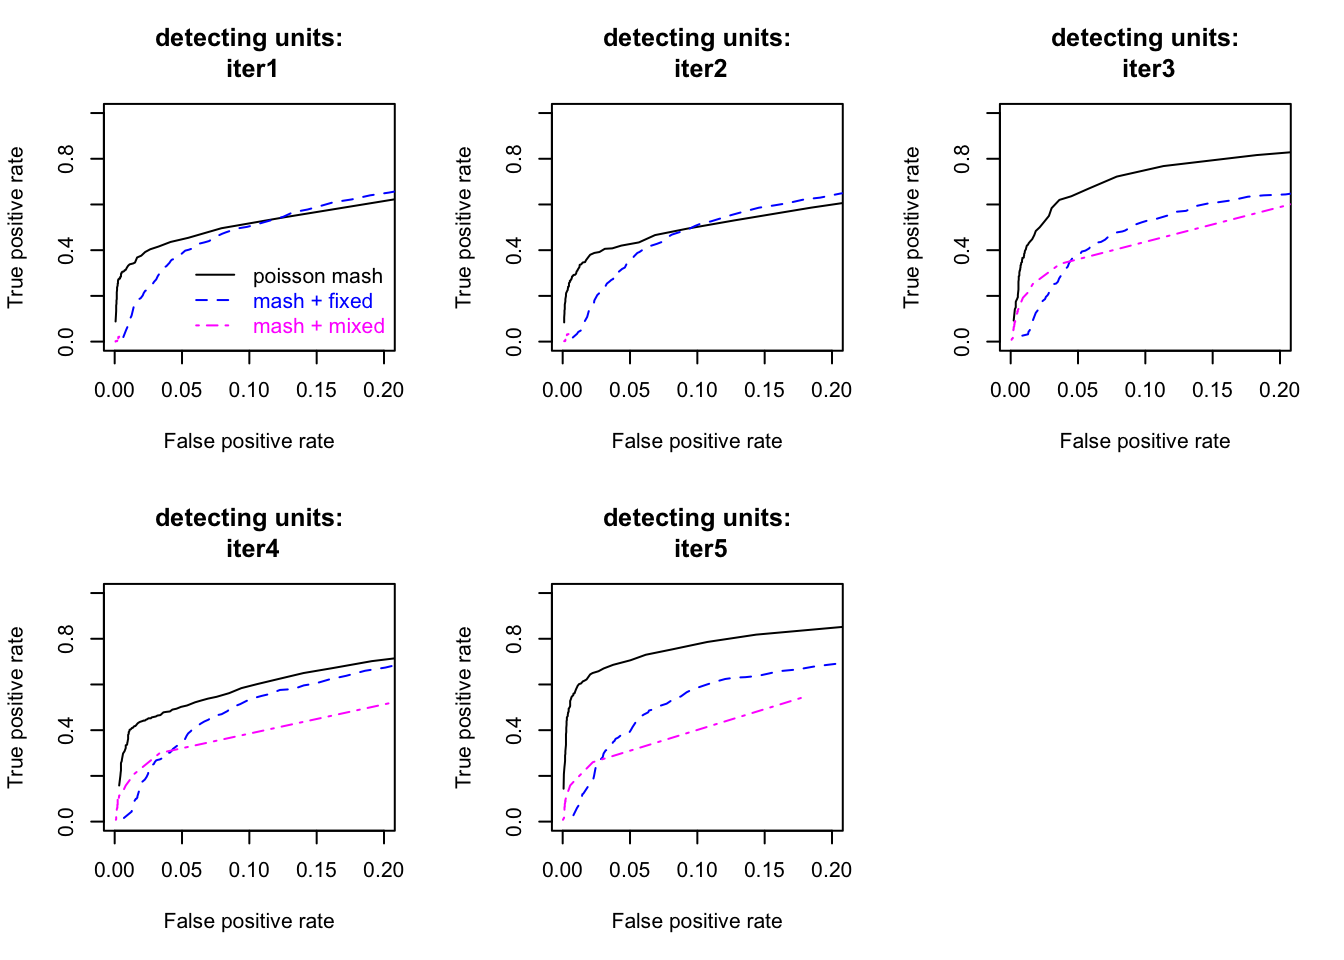 detecting units:
iter1
True positive rate
0.8
0.4
0.0
poisson mash
mash + fixed
mash + mixed
0.00 0.05 0.10 0.15 0.20
False positive rate
detecting units:
iter2
True positive rate
0.8
0.4
0.0
0.00 0.05 0.10 0.15 0.20
False positive rate
detecting units:
iter3
True positive rate
0.8
0.4
0.0
0.00 0.05 0.10 0.15 0.20
False positive rate
detecting units:
iter4
True positive rate
0.8
0.4
0.0
0.00 0.05 0.10 0.15 0.20
False positive rate
detecting units:
iter5
True positive rate
0.8
0.4
0.0
0.00 0.05 0.10 0.15 0.20
False positive rate